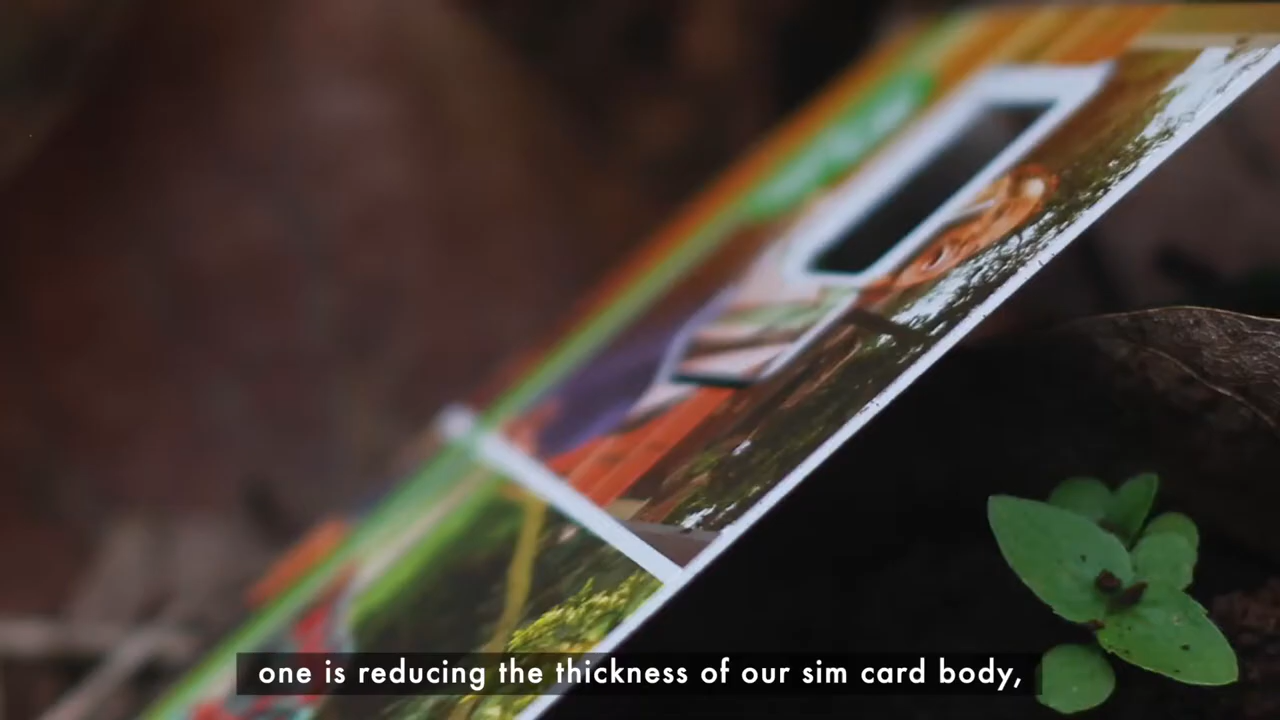 one is reducing the thickness of our sim card body,